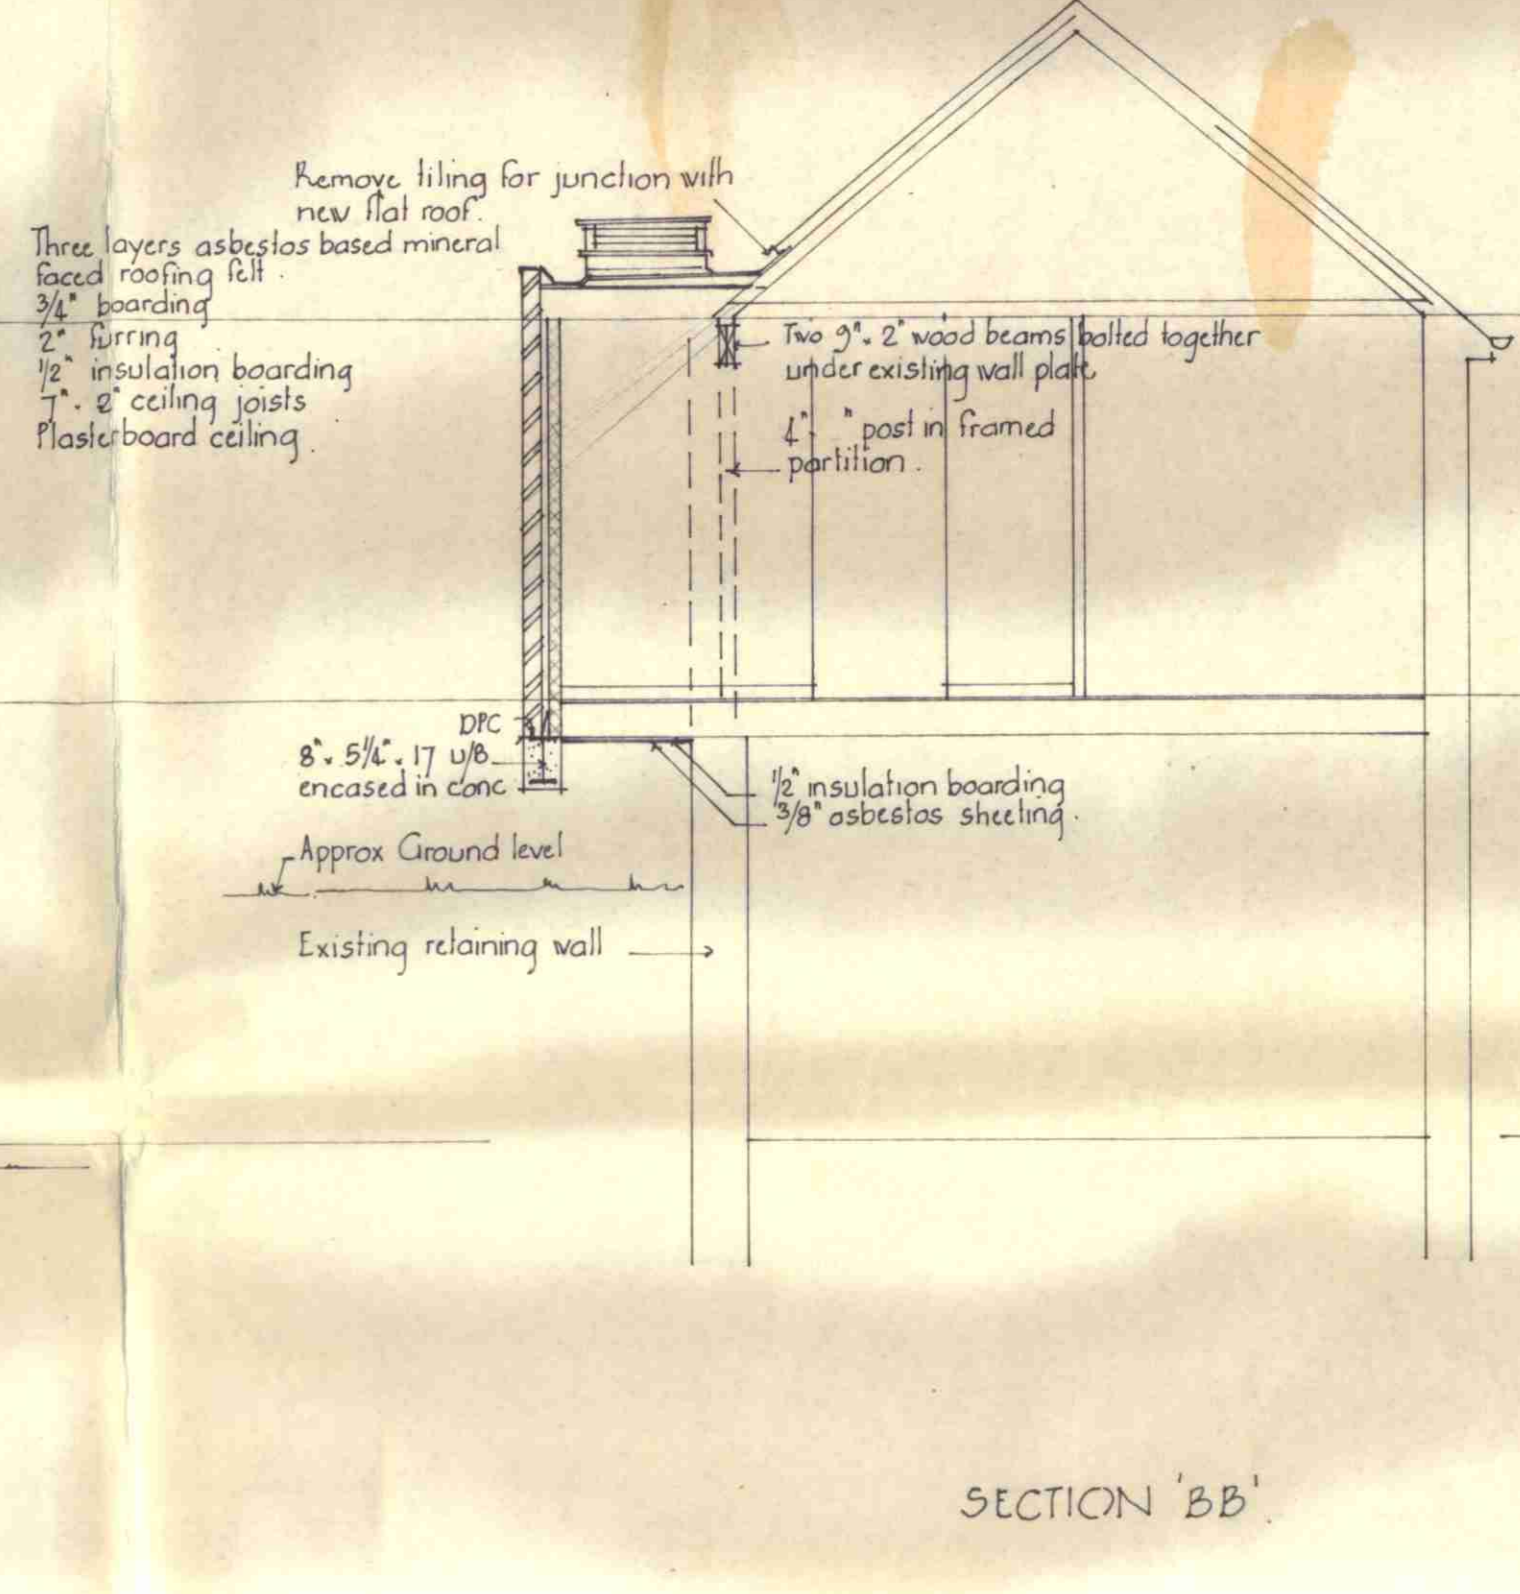 Remove tiling for junction with
new flat roof.
Three layers asbestos based mineral
faced roofing felt.
3/4" boarding
2" furring
1/2" insulation boarding
7" x 2" ceiling joists
Plasterboard ceiling.
Two 9" x 2" wood beams bolted together
under existing wall plate
4" " post in framed
partition.
DPC
8" x 5 1/4" x 17 U/B
encased in conc
1/2" insulation boarding
3/8" asbestos sheeting.
Approx Ground level
Existing retaining wall
SECTION 'BB'.